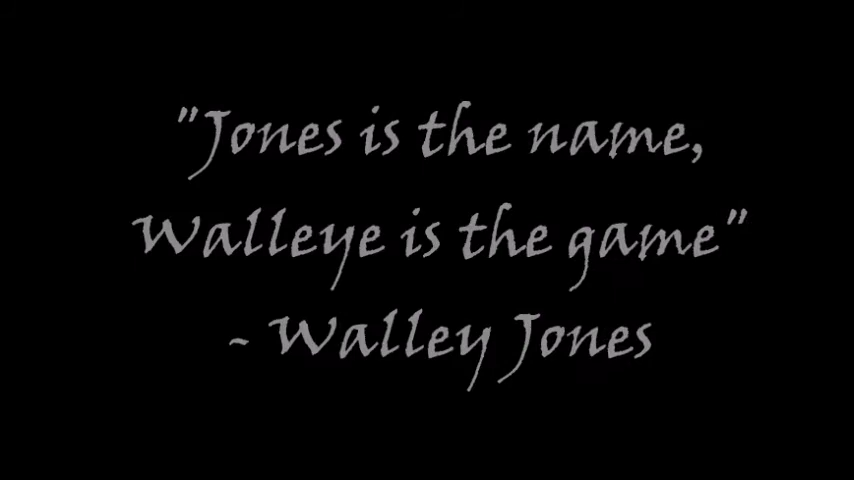 "Jones is the name,
Walleye is the game"
- Walley Jones